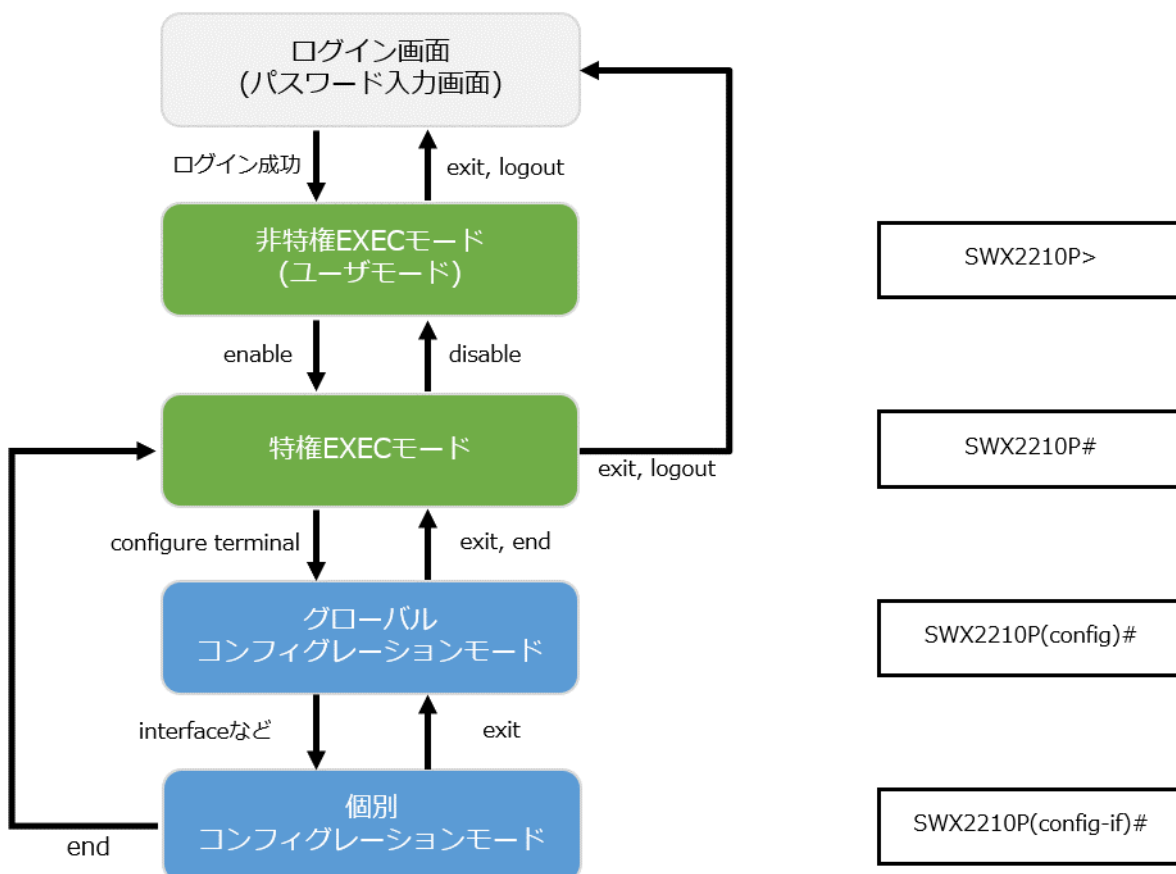 ログイン画面
(パスワード入力画面)
ログイン成功
exit, logout
非特権EXECモード
(ユーザモード)
SWX2210P>
enable
disable
特権EXECモード
SWX2210P#
exit, logout
configure terminal
exit, end
グローバル
コンフィグレーションモード
SWX2210P(config)#
interfaceなど
exit
個別
コンフィグレーションモード
SWX2210P(config-if)#
end